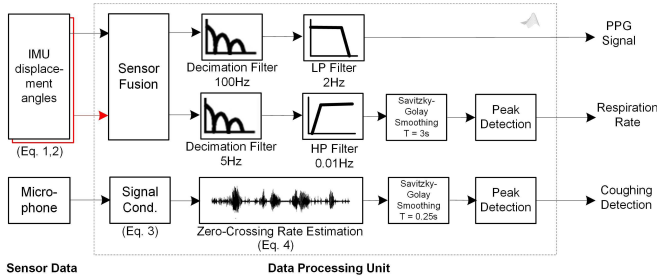 IMU
displace-
ment
angles
(Eq. 1,2)
Sensor
Fusion
Decimation Filter
100Hz
LP Filter
2Hz
PPG
Signal
Decimation Filter
5Hz
HP Filter
0.01Hz
Savitzky-
Golay
Smoothing
T = 3s
Peak
Detection
Respiration
Rate
Micro-
phone
Signal
Cond.
(Eq. 3)
Zero-Crossing Rate Estimation
(Eq. 4)
Savitzky-
Golay
Smoothing
T = 0.25s
Peak
Detection
Coughing
Detection
Sensor Data
Data Processing Unit